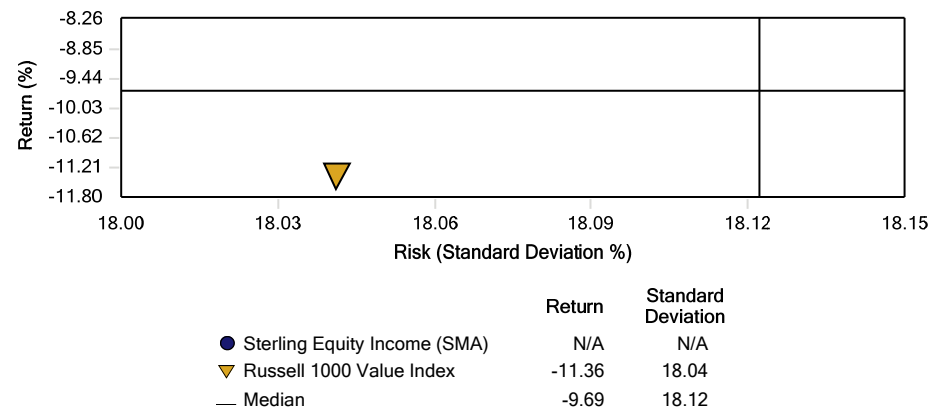 -8.26
-8.85
-9.44
-10.03
-10.62
-11.21
-11.80
Return (%)
18.00 18.03 18.06 18.09 18.12 18.15
Risk (Standard Deviation %)
Return Standard Deviation
Sterling Equity Income (SMA) N/A N/A
Russell 1000 Value Index -11.36 18.04
Median -9.69 18.12